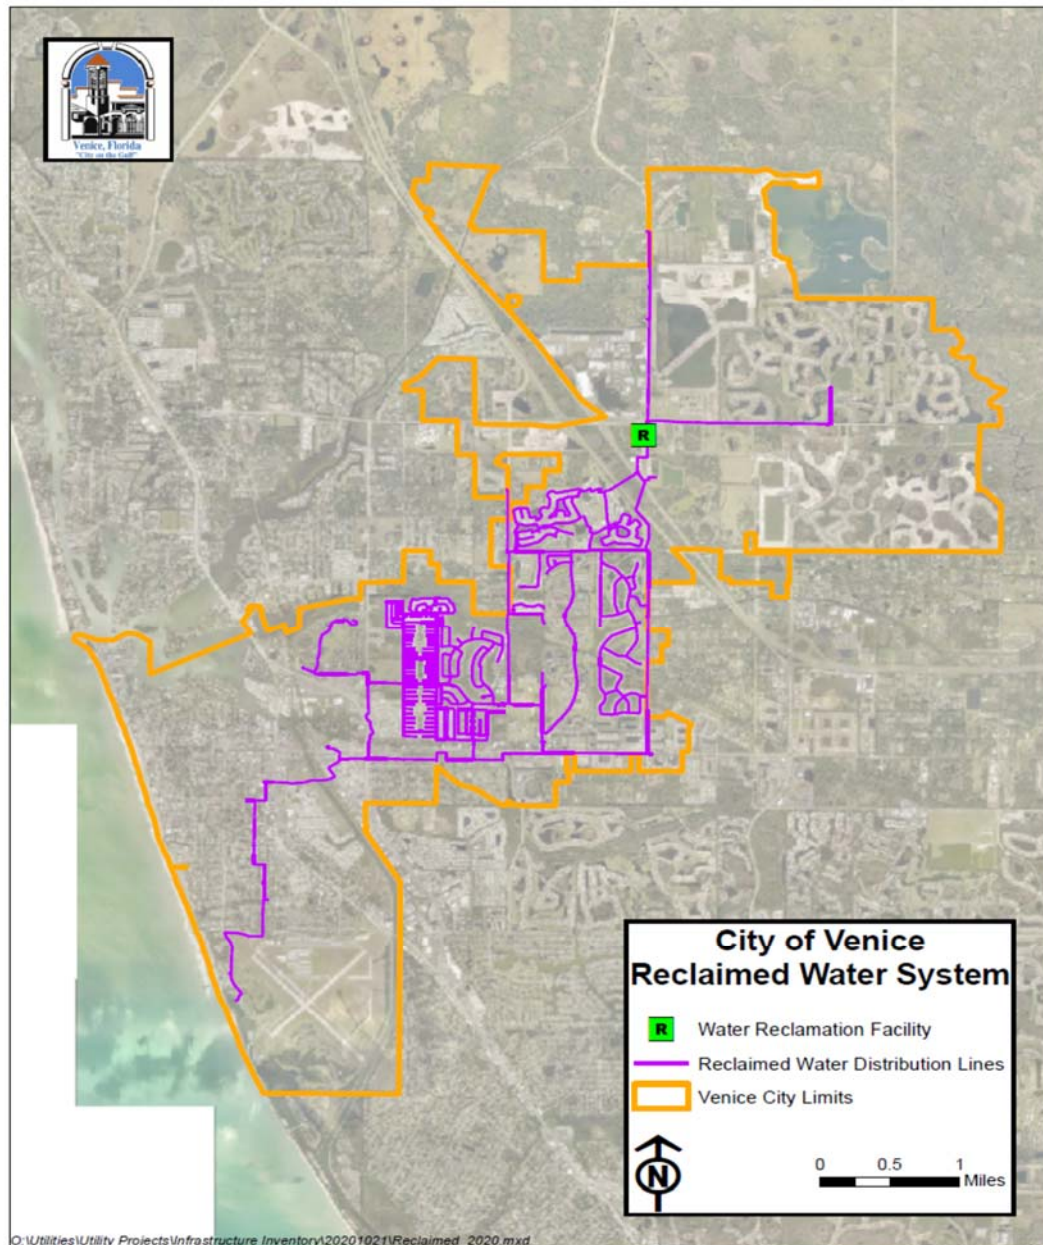 Venice, Florida
"City on the Gulf"
R
City of Venice
Reclaimed Water System
R Water Reclamation Facility
Reclaimed Water Distribution Lines
Venice City Limits
N
0 0.5 1
Miles
O:\Utilities\Utility Projects\Infrastructure Inventory\20201021\Reclaimed_2020.mxd